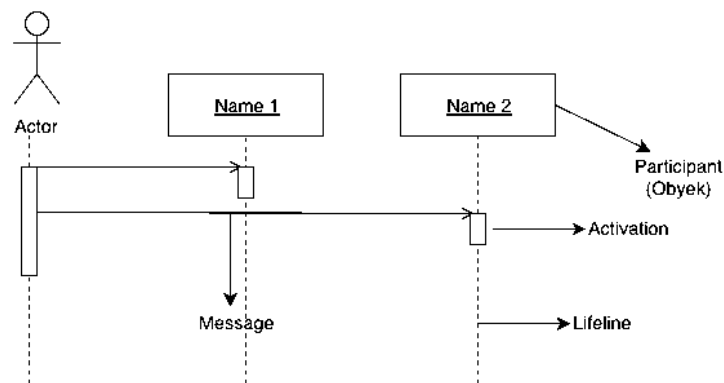 Name 1
Name 2
Actor
Participant
(Obyek)
Activation
Message
Lifeline